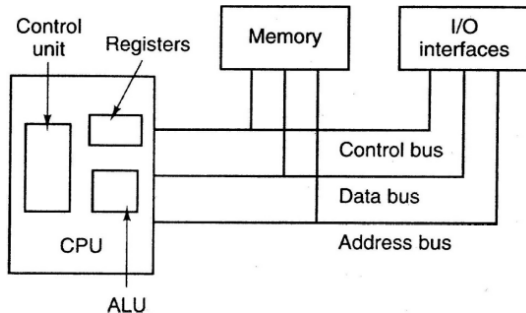 Control
unit
Registers
Memory
I/O
interfaces
Control bus
Data bus
Address bus
CPU
ALU